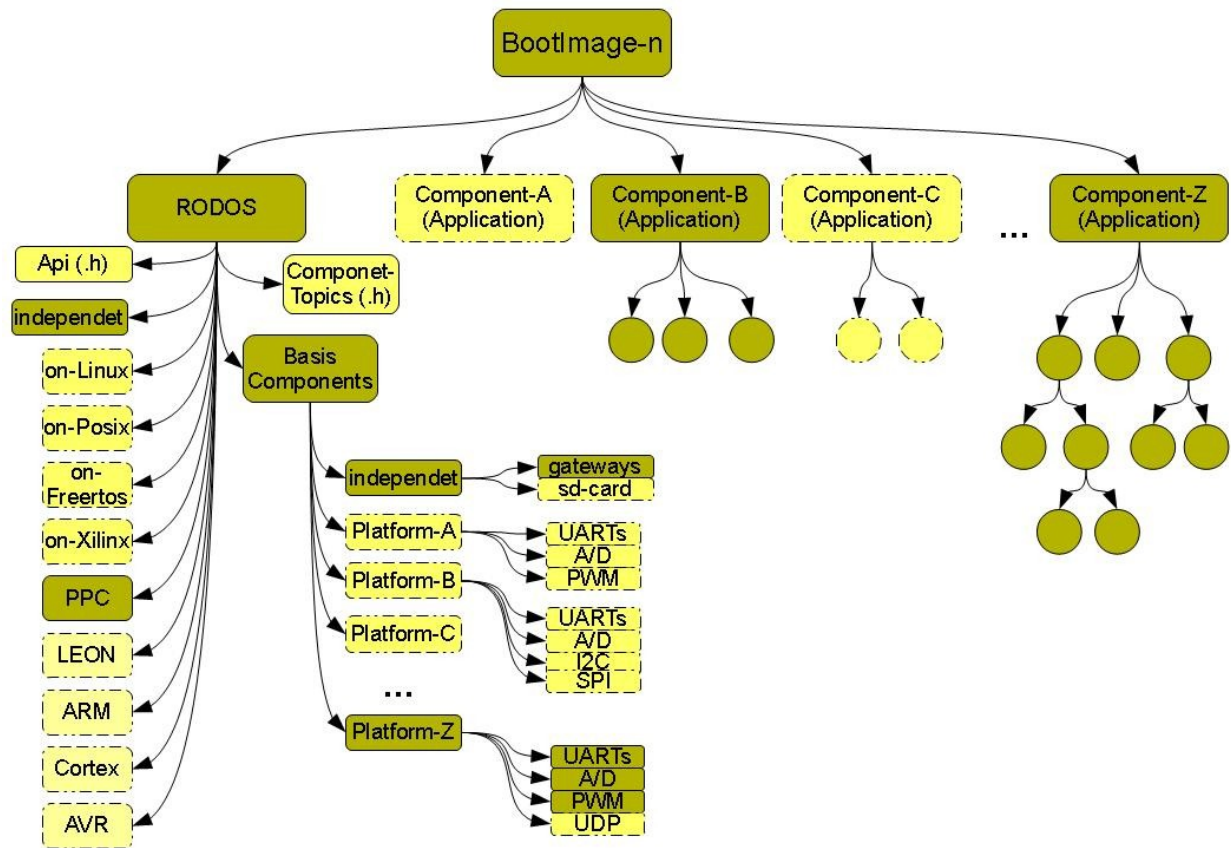 BootImage-n
RODOS
Component-A
(Application)
Component-B
(Application)
Component-C
(Application)
...
Component-Z
(Application)
Api (.h)
Componet-
Topics (.h)
independet
on-Linux
on-Posix
on-
Freertos
on-Xilinx
PPC
LEON
ARM
Cortex
AVR
Basis
Components
independet
gateways
sd-card
Platform-A
UARTs
A/D
PWM
Platform-B
UARTs
A/D
I2C
SPI
Platform-C
...
Platform-Z
UARTs
A/D
PWM
UDP